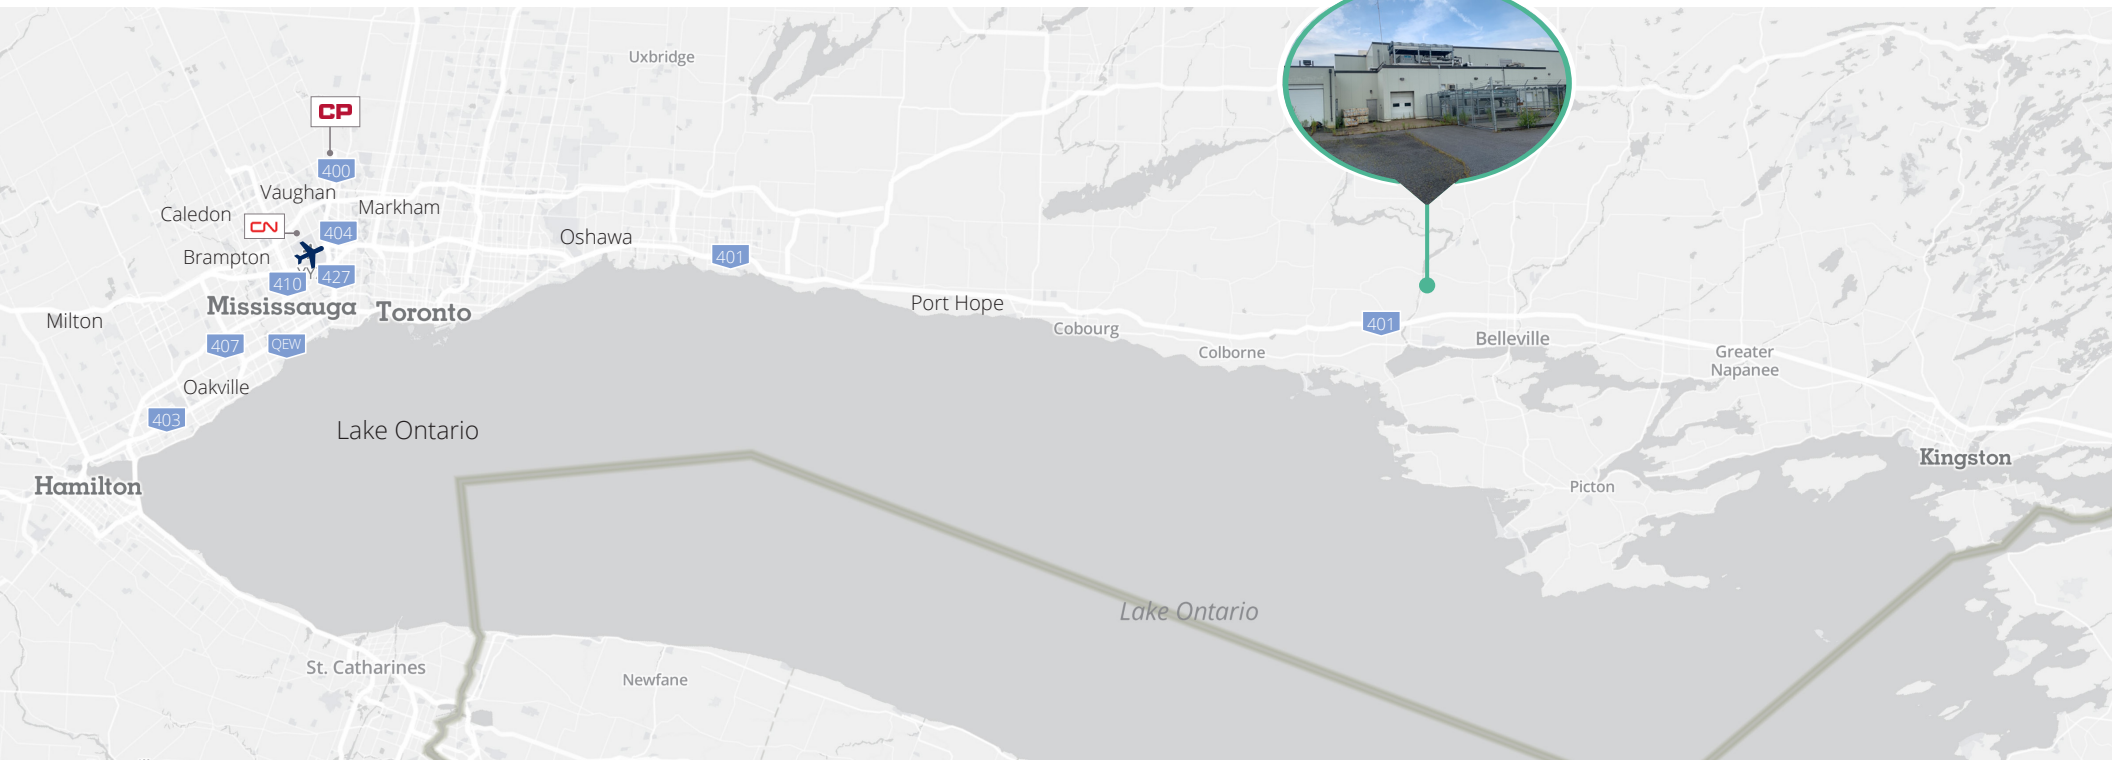 Uxbridge
CP
400
Vaughan
Caledon
Markham
CN
404
Oshawa
Brampton
401
YY
410
427
Mississauga
Toronto
Port Hope
Milton
Cobourg
401
Belleville
407
QEW
Colborne
Greater
Napanee
Oakville
403
Lake Ontario
Kingston
Hamilton
Picton
Lake Ontario
St. Catharines
Newfane